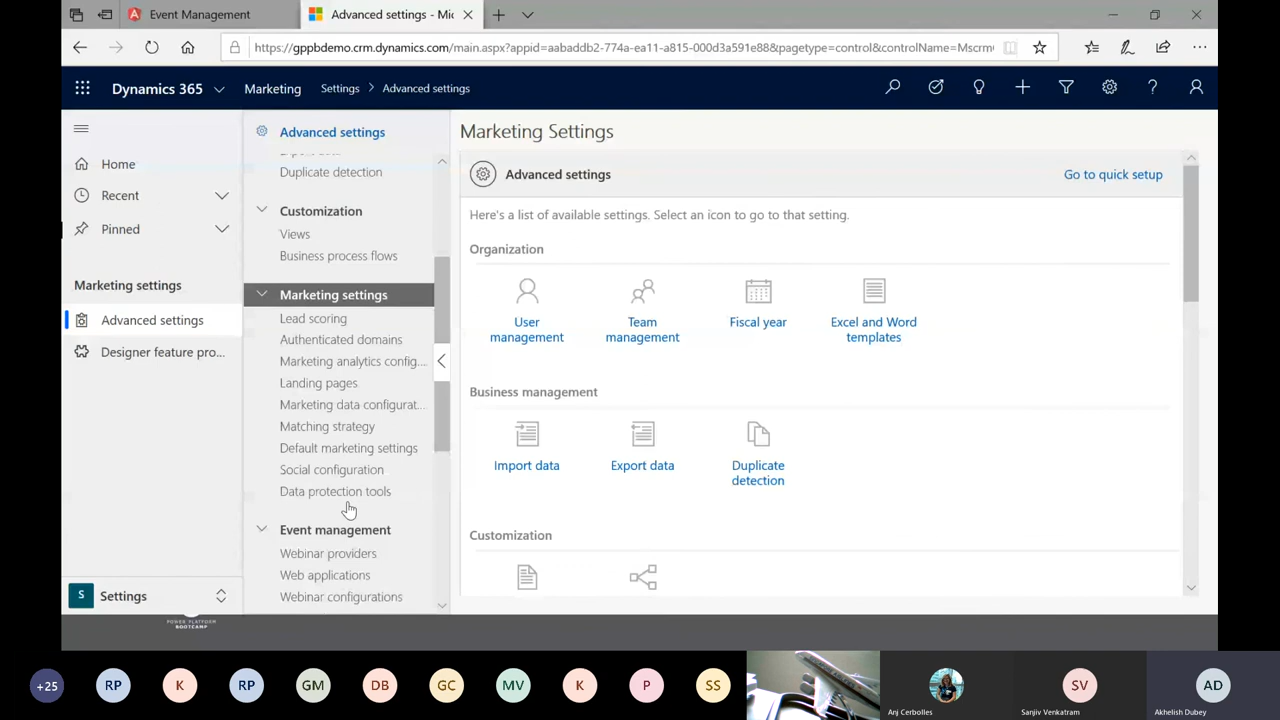 Event Management
Advanced settings - Mic
https://gppbdemo.crm.dynamics.com/main.aspx?appid=aabaddb2-774a-ea11-a815-000d3a591e88&pagetype=control&controlName=Mscrm
Dynamics 365
Marketing
Settings > Advanced settings
Home
Recent
Pinned
Marketing settings
Advanced settings
Designer feature pro...
S
Settings
Advanced settings
Duplicate detection
Customization
Views
Business process flows
Marketing settings
Lead scoring
Authenticated domains
Marketing analytics config...
Landing pages
Marketing data configurat...
Matching strategy
Default marketing settings
Social configuration
Data protection tools
Event management
Webinar providers
Web applications
Webinar configurations
Marketing Settings
Advanced settings
Go to quick setup
Here's a list of available settings. Select an icon to go to that setting.
Organization
User management
Team management
Fiscal year
Excel and Word templates
Business management
Import data
Export data
Duplicate detection
Customization
POWER PLATFORM
BOOTCAMP
+25
RP
K
RP
GM
DB
GC
MV
K
P
SS
Anj Cerbolles
SV
Sanjiv Venkatram
AD
Akhelish Dubey